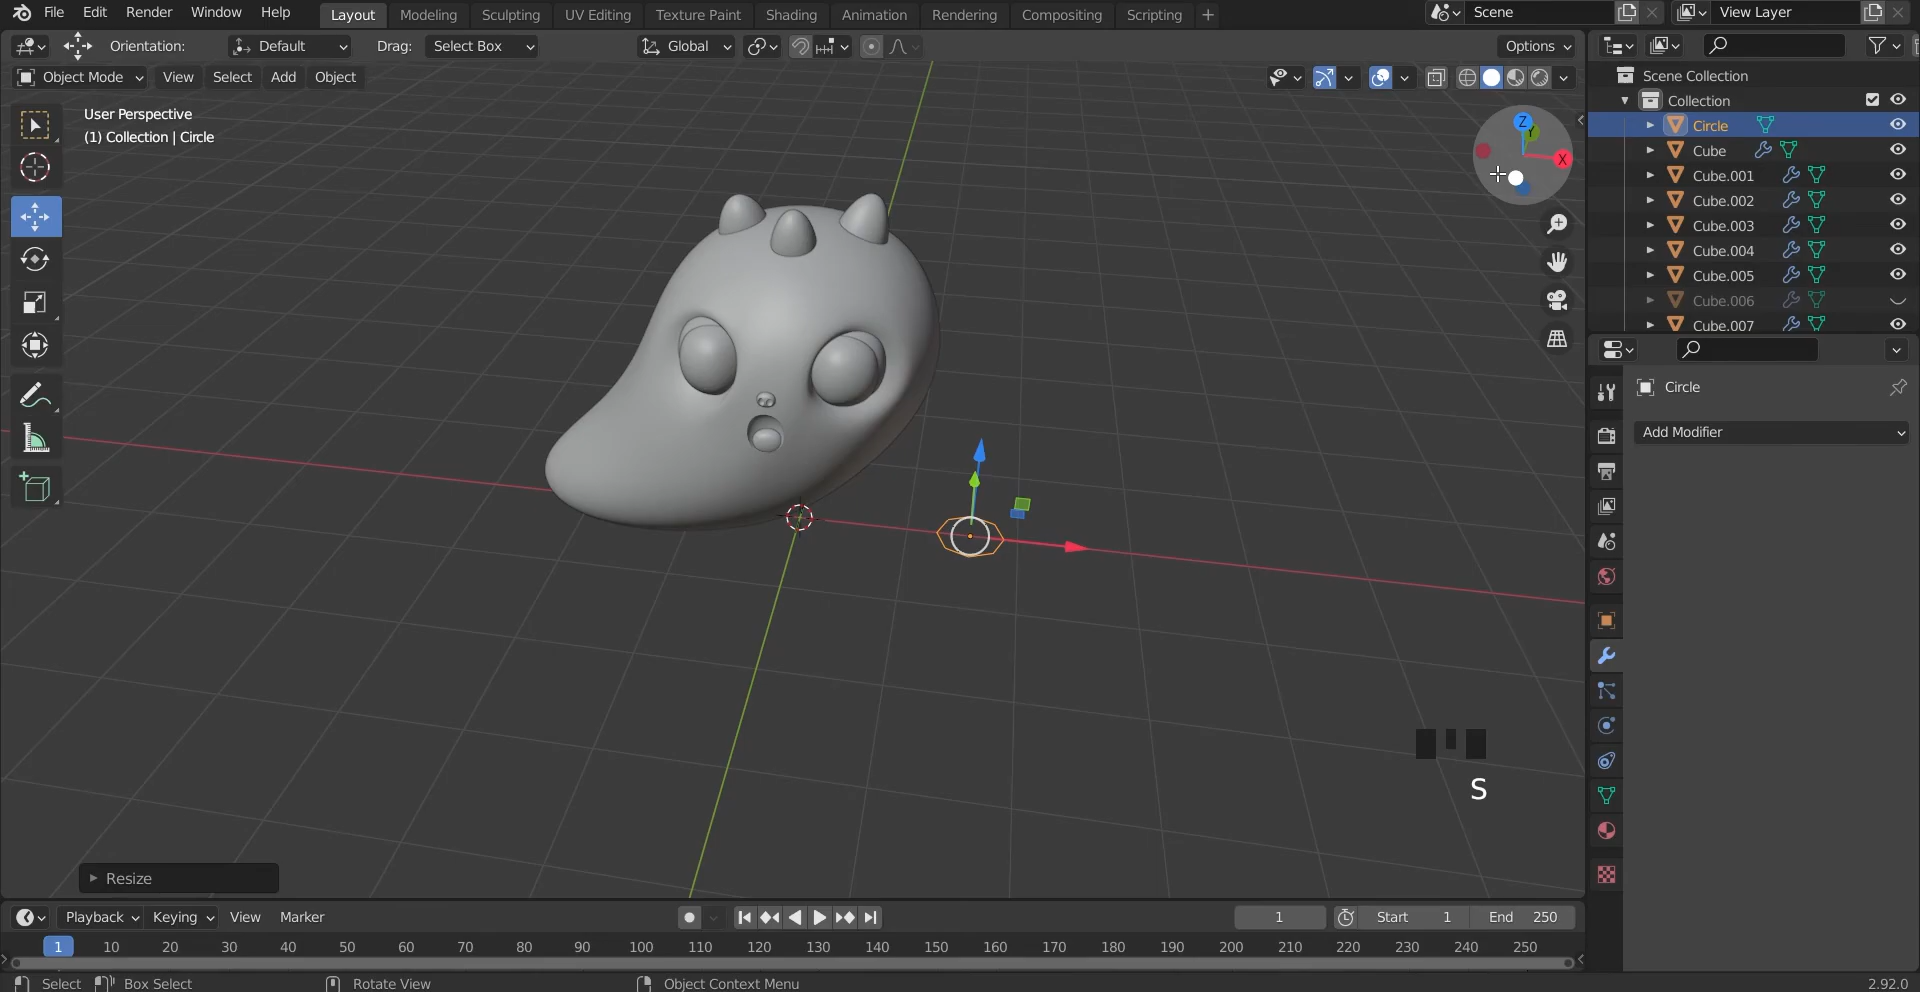 File Edit Render Window Help Layout Modeling Sculpting UV Editing Texture Paint Shading Animation Rendering Compositing Scripting + Scene View Layer
Orientation: Default Drag: Select Box Global Options
Object Mode View Select Add Object
User Perspective
(1) Collection | Circle
Z
Y
X
Scene Collection
Collection
Circle
Cube
Cube.001
Cube.002
Cube.003
Cube.004
Cube.005
Cube.006
Cube.007
Circle
Add Modifier
S
Resize
Playback Keying View Marker 1 Start 1 End 250
1 10 20 30 40 50 60 70 80 90 100 110 120 130 140 150 160 170 180 190 200 210 220 230 240 250
Select Box Select Rotate View Object Context Menu 2.92.0